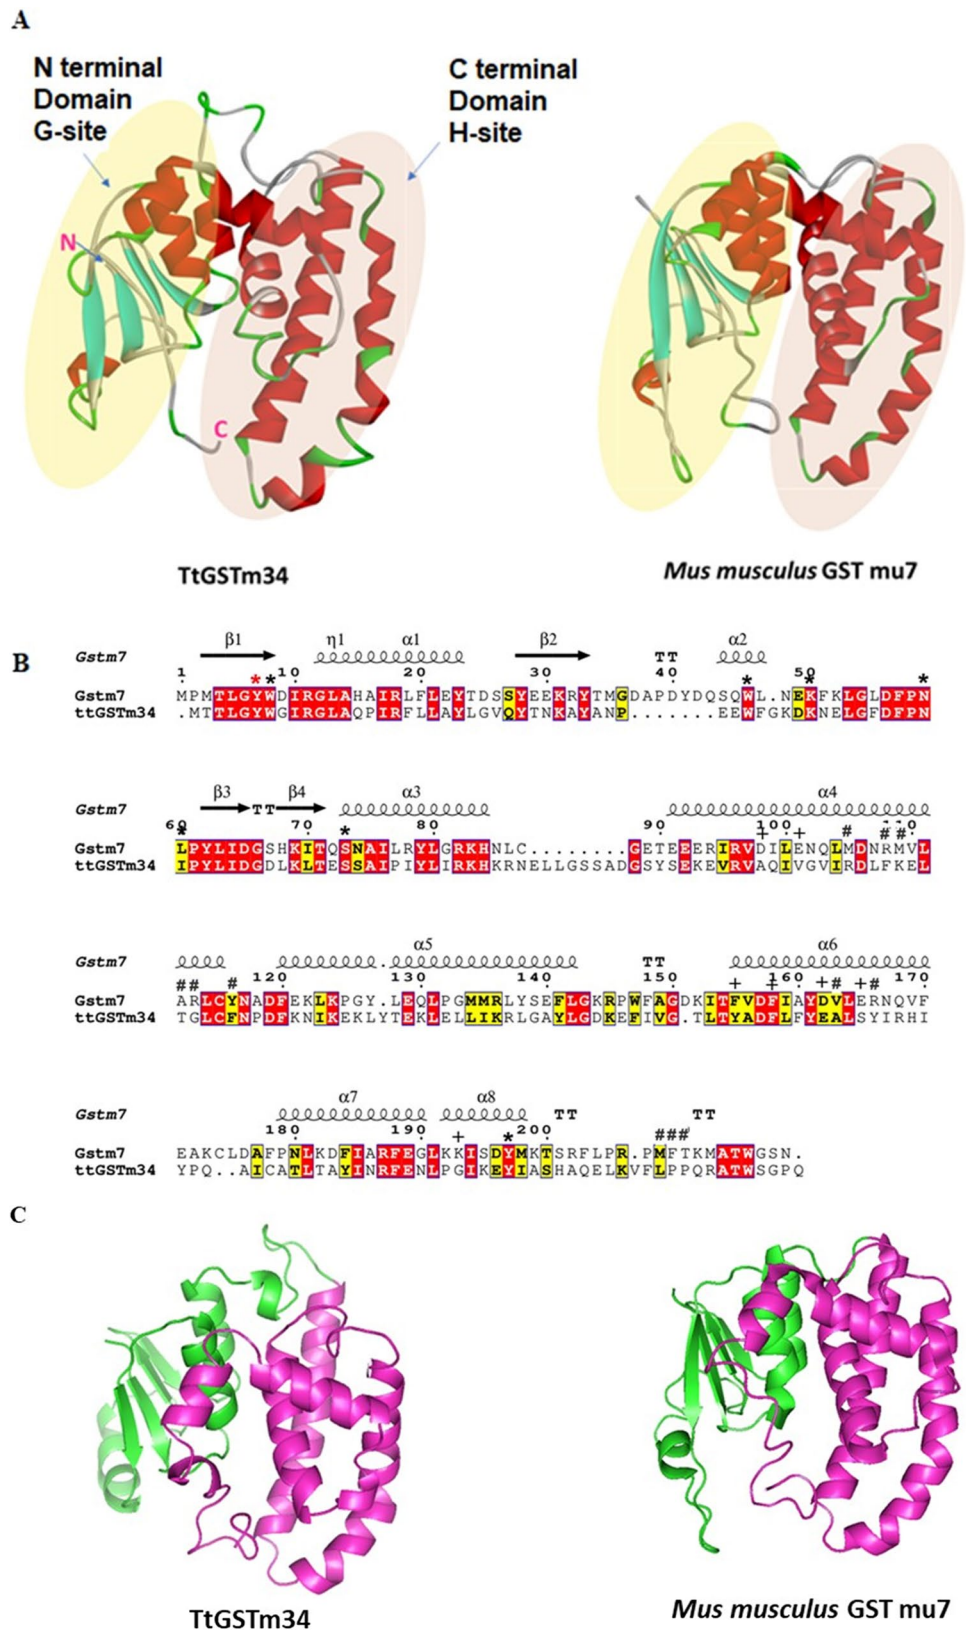 A
N terminal
Domain
G-site
C terminal
Domain
H-site
N
C
TtGSTm34
Mus musculus GST mu7
B
β1 η1 α1 β2 α2
Gstm7 TT
1 10 20 30 40 50
* * * * *
Gstm7 MPMTLGYWDIRGLAHAIRLFLEYTDSSYEEKRYTMGDAPDYDQSQWL.NEKFKLGLDFPN
ttGSTm34 .MTTLGYWGIRGLAQPIRFLLAYLGVQYTNKAYANP.......EEWFGKDKNELGFDFPN
β3 β4 α3 α4
Gstm7 TT
60 70 80 90 100 110
* * + + # # #
Gstm7 LPYLIDGSHKITQSNAILRYLGRKHNLC.......GETEEERIRVDILENQLMDNRMVL
ttGSTm34 IPYLIDGDLKLTESSAIPIYLIRKHKRNELLGSSADGSYSEKEVRVAQIVGVIRDLFKEL
α5 α6
Gstm7 TT
120 130 140 150 160 170
## # + + + # + #
Gstm7 ARLCYNADFEKLKPGY.LEQLPGMMRLYSEFLGKRPWFAGDKITFVDFIAYDVLERNQVF
ttGSTm34 TGLCFNPDFKNIKEKLYTEKLELLIKRLGAYLGDKEFIVG.TLTYADFLFYEALSYIRHI
α7 α8
Gstm7 TT TT
180 190 200
+ * ###
Gstm7 EAKCLDAFPNLKDFIARFEGLKKISDYMKTSRFLPR.PMFTKMATWGSN.
ttGSTm34 YPQ..AICATLTAYINRFENLPGIKEYIASHAQELKVFLPPQRATWSGPQ
C
TtGSTm34
Mus musculus GST mu7